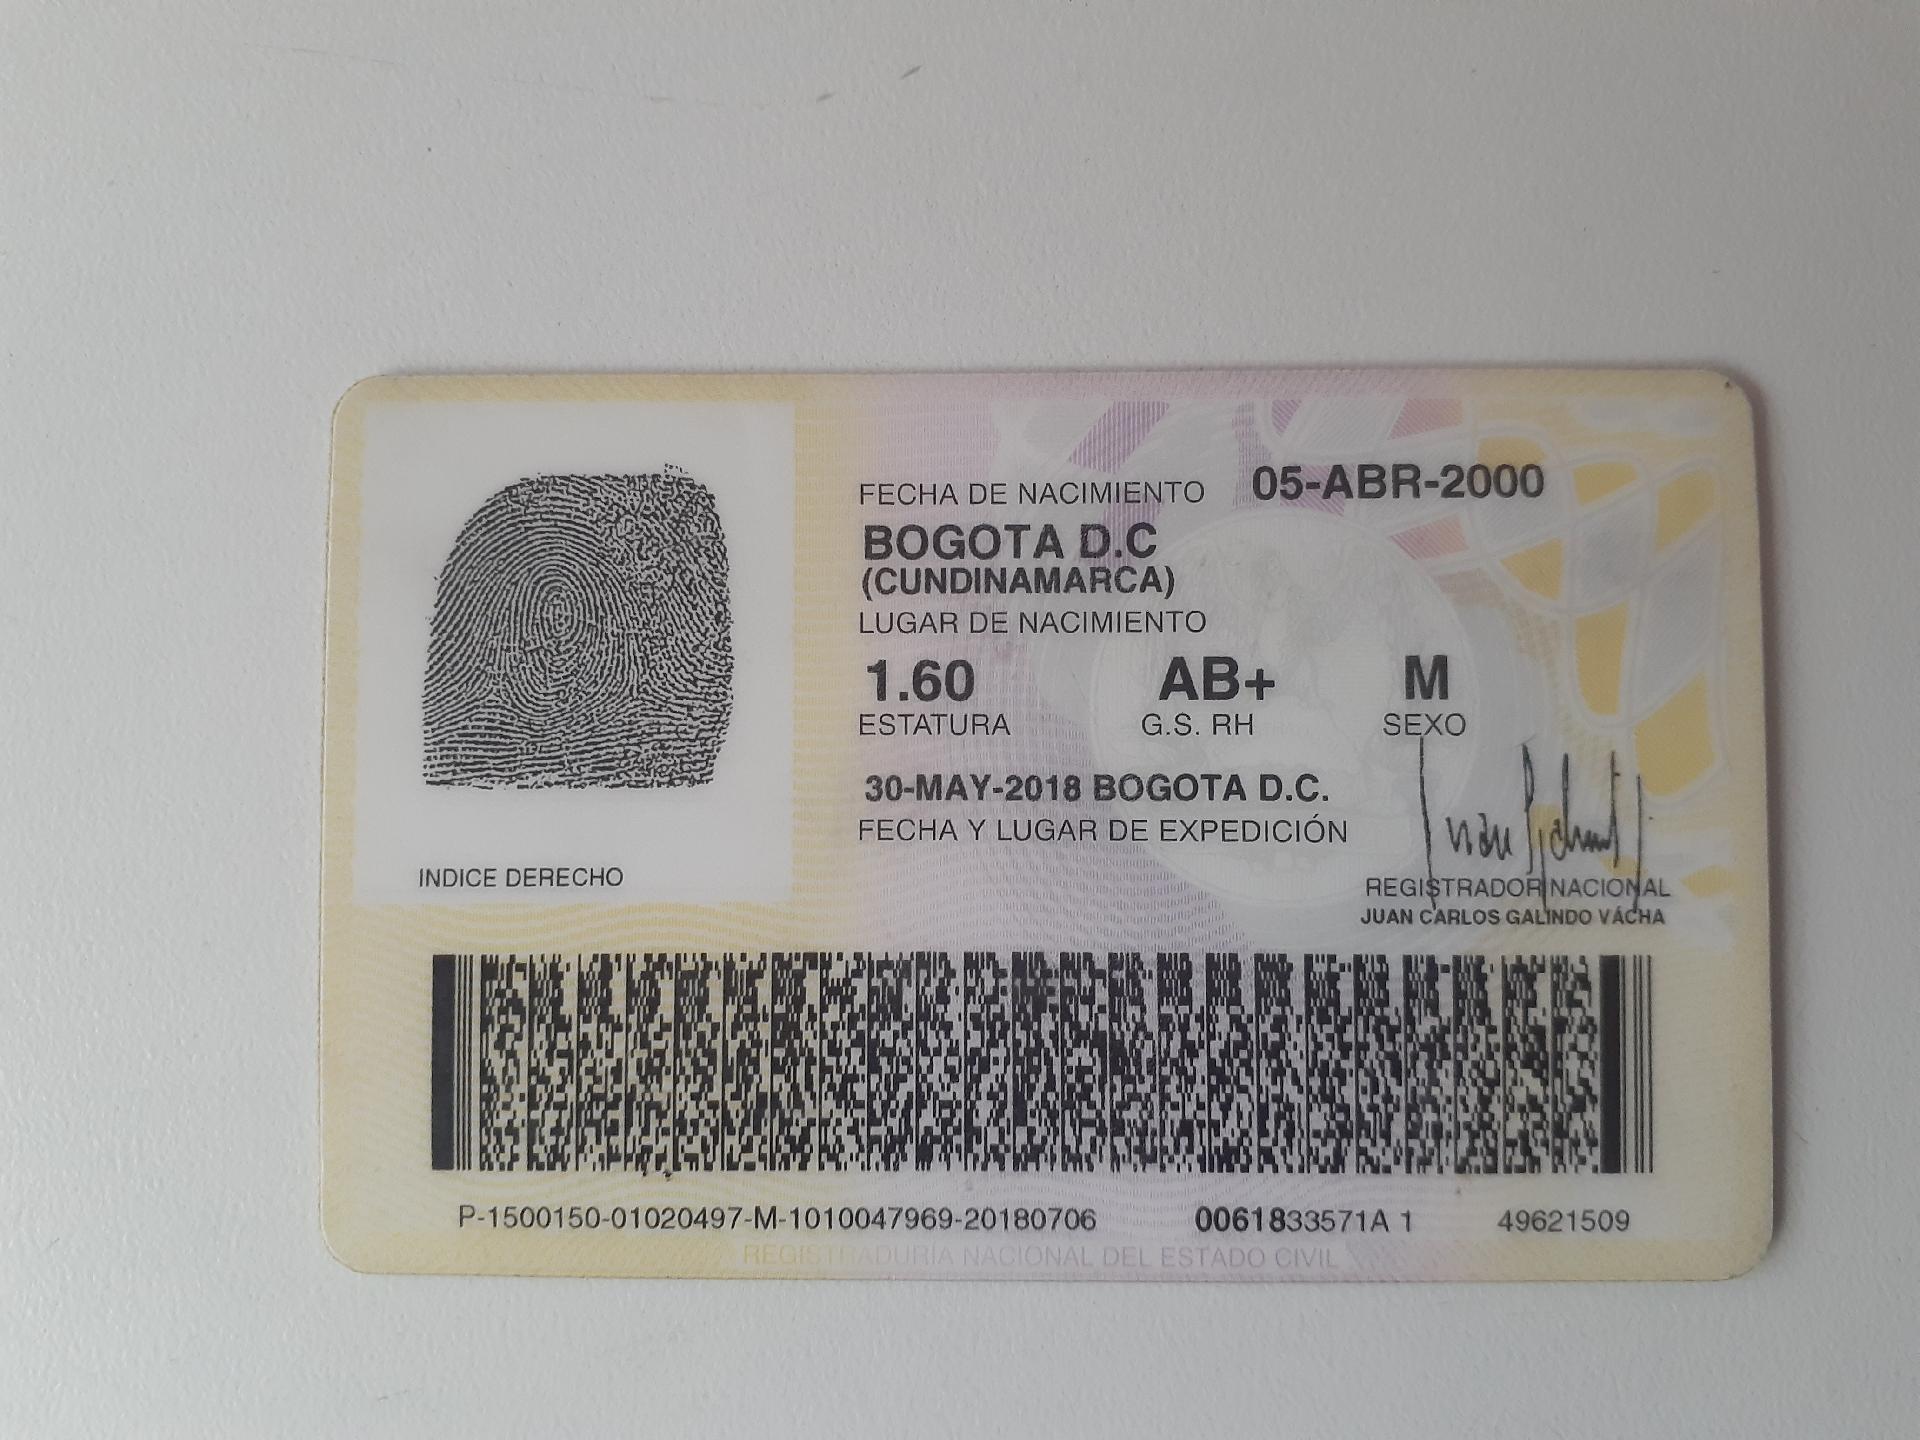 FECHA DE NACIMIENTO 05-ABR-2000
BOGOTA D.C
(CUNDINAMARCA)
LUGAR DE NACIMIENTO
1.60 AB+ M
ESTATURA G.S. RH SEXO
30-MAY-2018 BOGOTA D.C.
FECHA Y LUGAR DE EXPEDICIÓN
INDICE DERECHO
REGISTRADOR NACIONAL
JUAN CARLOS GALINDO VÁCHA
P-1500150-01020497-M-1010047969-20180706 0061833571A 1 49621509
REGISTRADURÍA NACIONAL DEL ESTADO CIVIL